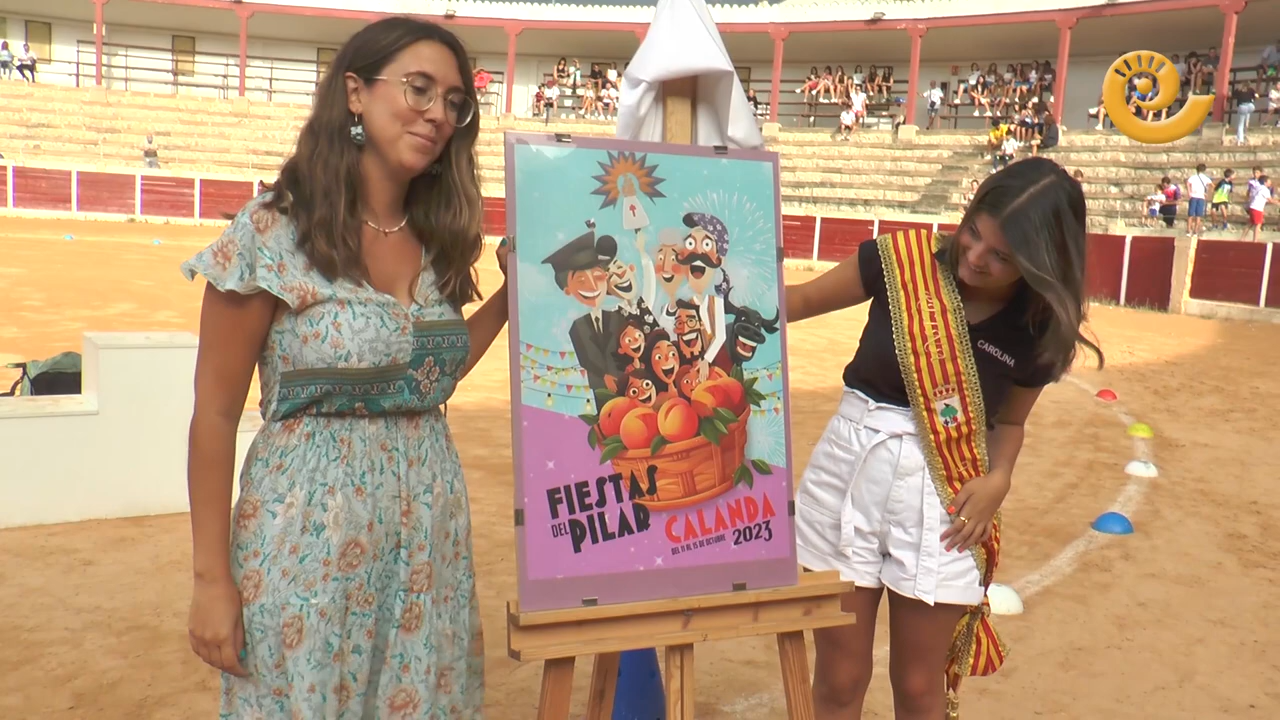 FIESTAS
DEL PILAR
CALANDA
DEL 11 AL 15 DE OCTUBRE 2023
CAROLINA